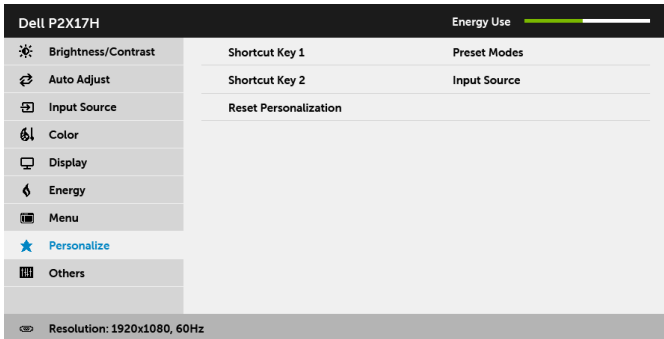 Dell P2X17H Energy Use
Brightness/Contrast Shortcut Key 1 Preset Modes
Auto Adjust Shortcut Key 2 Input Source
Input Source Reset Personalization
Color
Display
Energy
Menu
Personalize
Others
Resolution: 1920x1080, 60Hz